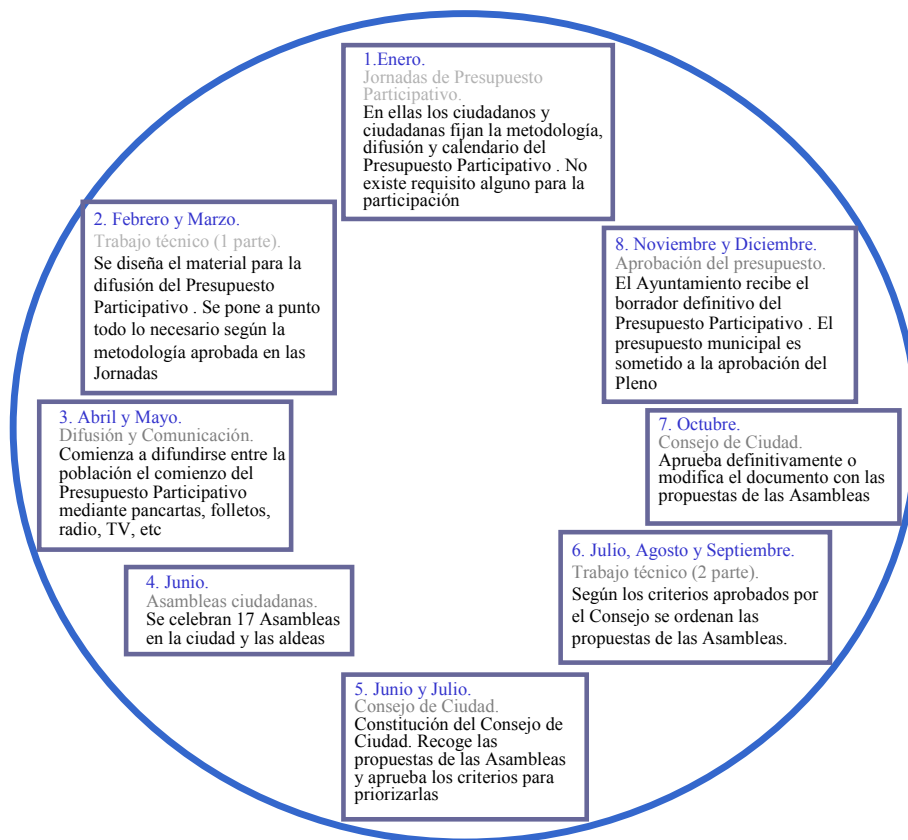 1.Enero.
Jornadas de Presupuesto
Participativo.
En ellas los ciudadanos y
ciudadanas fijan la metodología,
difusión y calendario del
Presupuesto Participativo . No
existe requisito alguno para la
participación
2. Febrero y Marzo.
Trabajo técnico (1 parte).
Se diseña el material para la
difusión del Presupuesto
Participativo . Se pone a punto
todo lo necesario según la
metodología aprobada en las
Jornadas
3. Abril y Mayo.
Difusión y Comunicación.
Comienza a difundirse entre la
población el comienzo del
Presupuesto Participativo
mediante pancartas, folletos,
radio, TV, etc
4. Junio.
Asambleas ciudadanas.
Se celebran 17 Asambleas
en la ciudad y las aldeas
5. Junio y Julio.
Consejo de Ciudad.
Constitución del Consejo de
Ciudad. Recoge las
propuestas de las Asambleas
y aprueba los criterios para
priorizarlas
6. Julio, Agosto y Septiembre.
Trabajo técnico (2 parte).
Según los criterios aprobados por
el Consejo se ordenan las
propuestas de las Asambleas.
7. Octubre.
Consejo de Ciudad.
Aprueba definitivamente o
modifica el documento con las
propuestas de las Asambleas
8. Noviembre y Diciembre.
Aprobación del presupuesto.
El Ayuntamiento recibe el
borrador definitivo del
Presupuesto Participativo . El
presupuesto municipal es
sometido a la aprobación del
Pleno